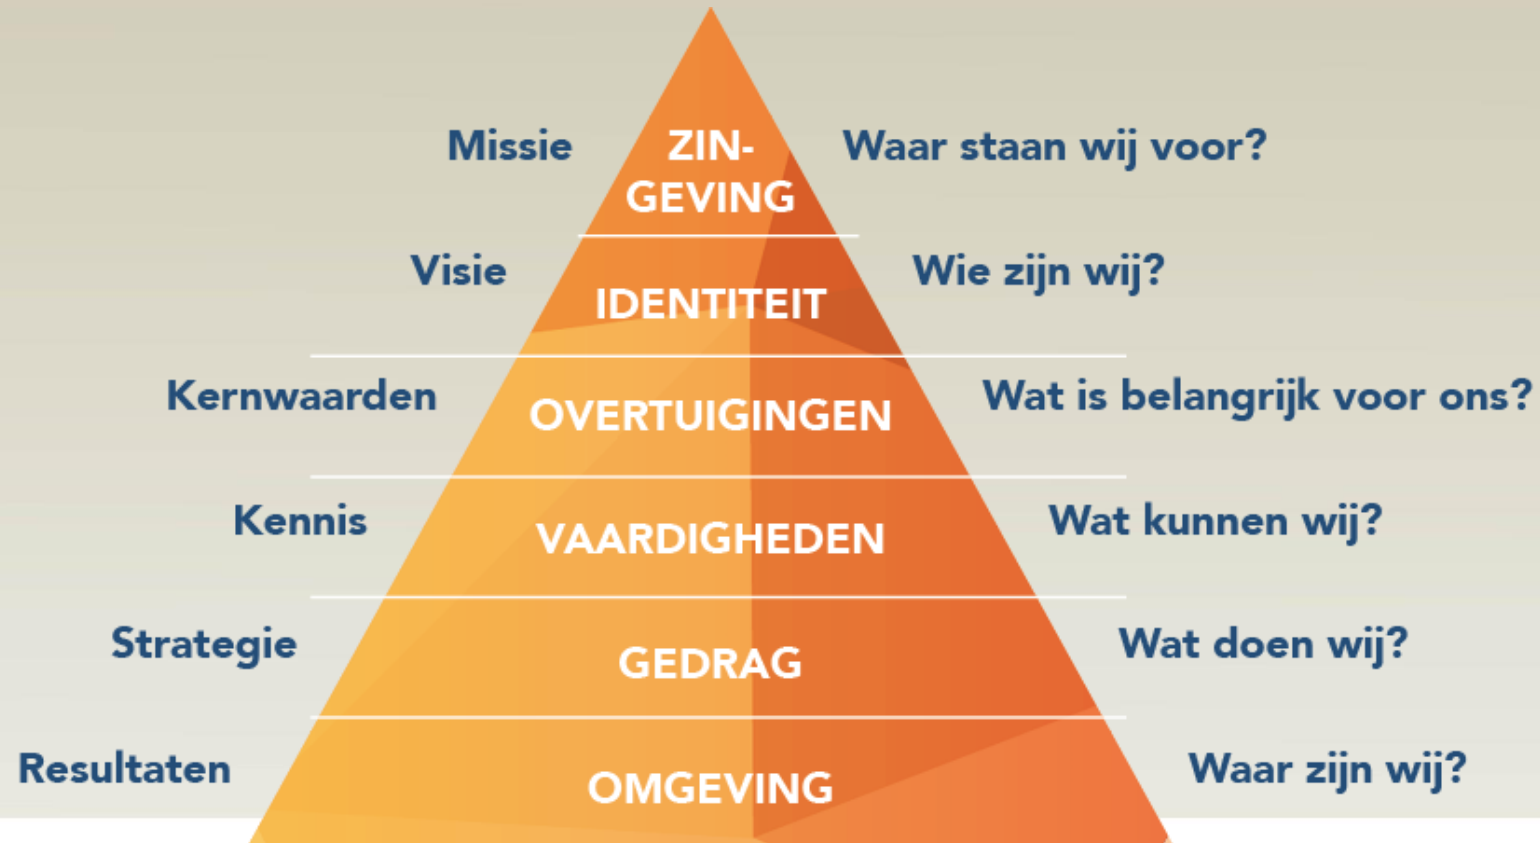 Missie ZIN- Waar staan wij voor?
GEVING
Visie Wie zijn wij?
IDENTITEIT
Kernwaarden Wat is belangrijk voor ons?
OVERTUIGINGEN
Kennis Wat kunnen wij?
VAARDIGHEDEN
Strategie Wat doen wij?
GEDRAG
Resultaten Waar zijn wij?
OMGEVING